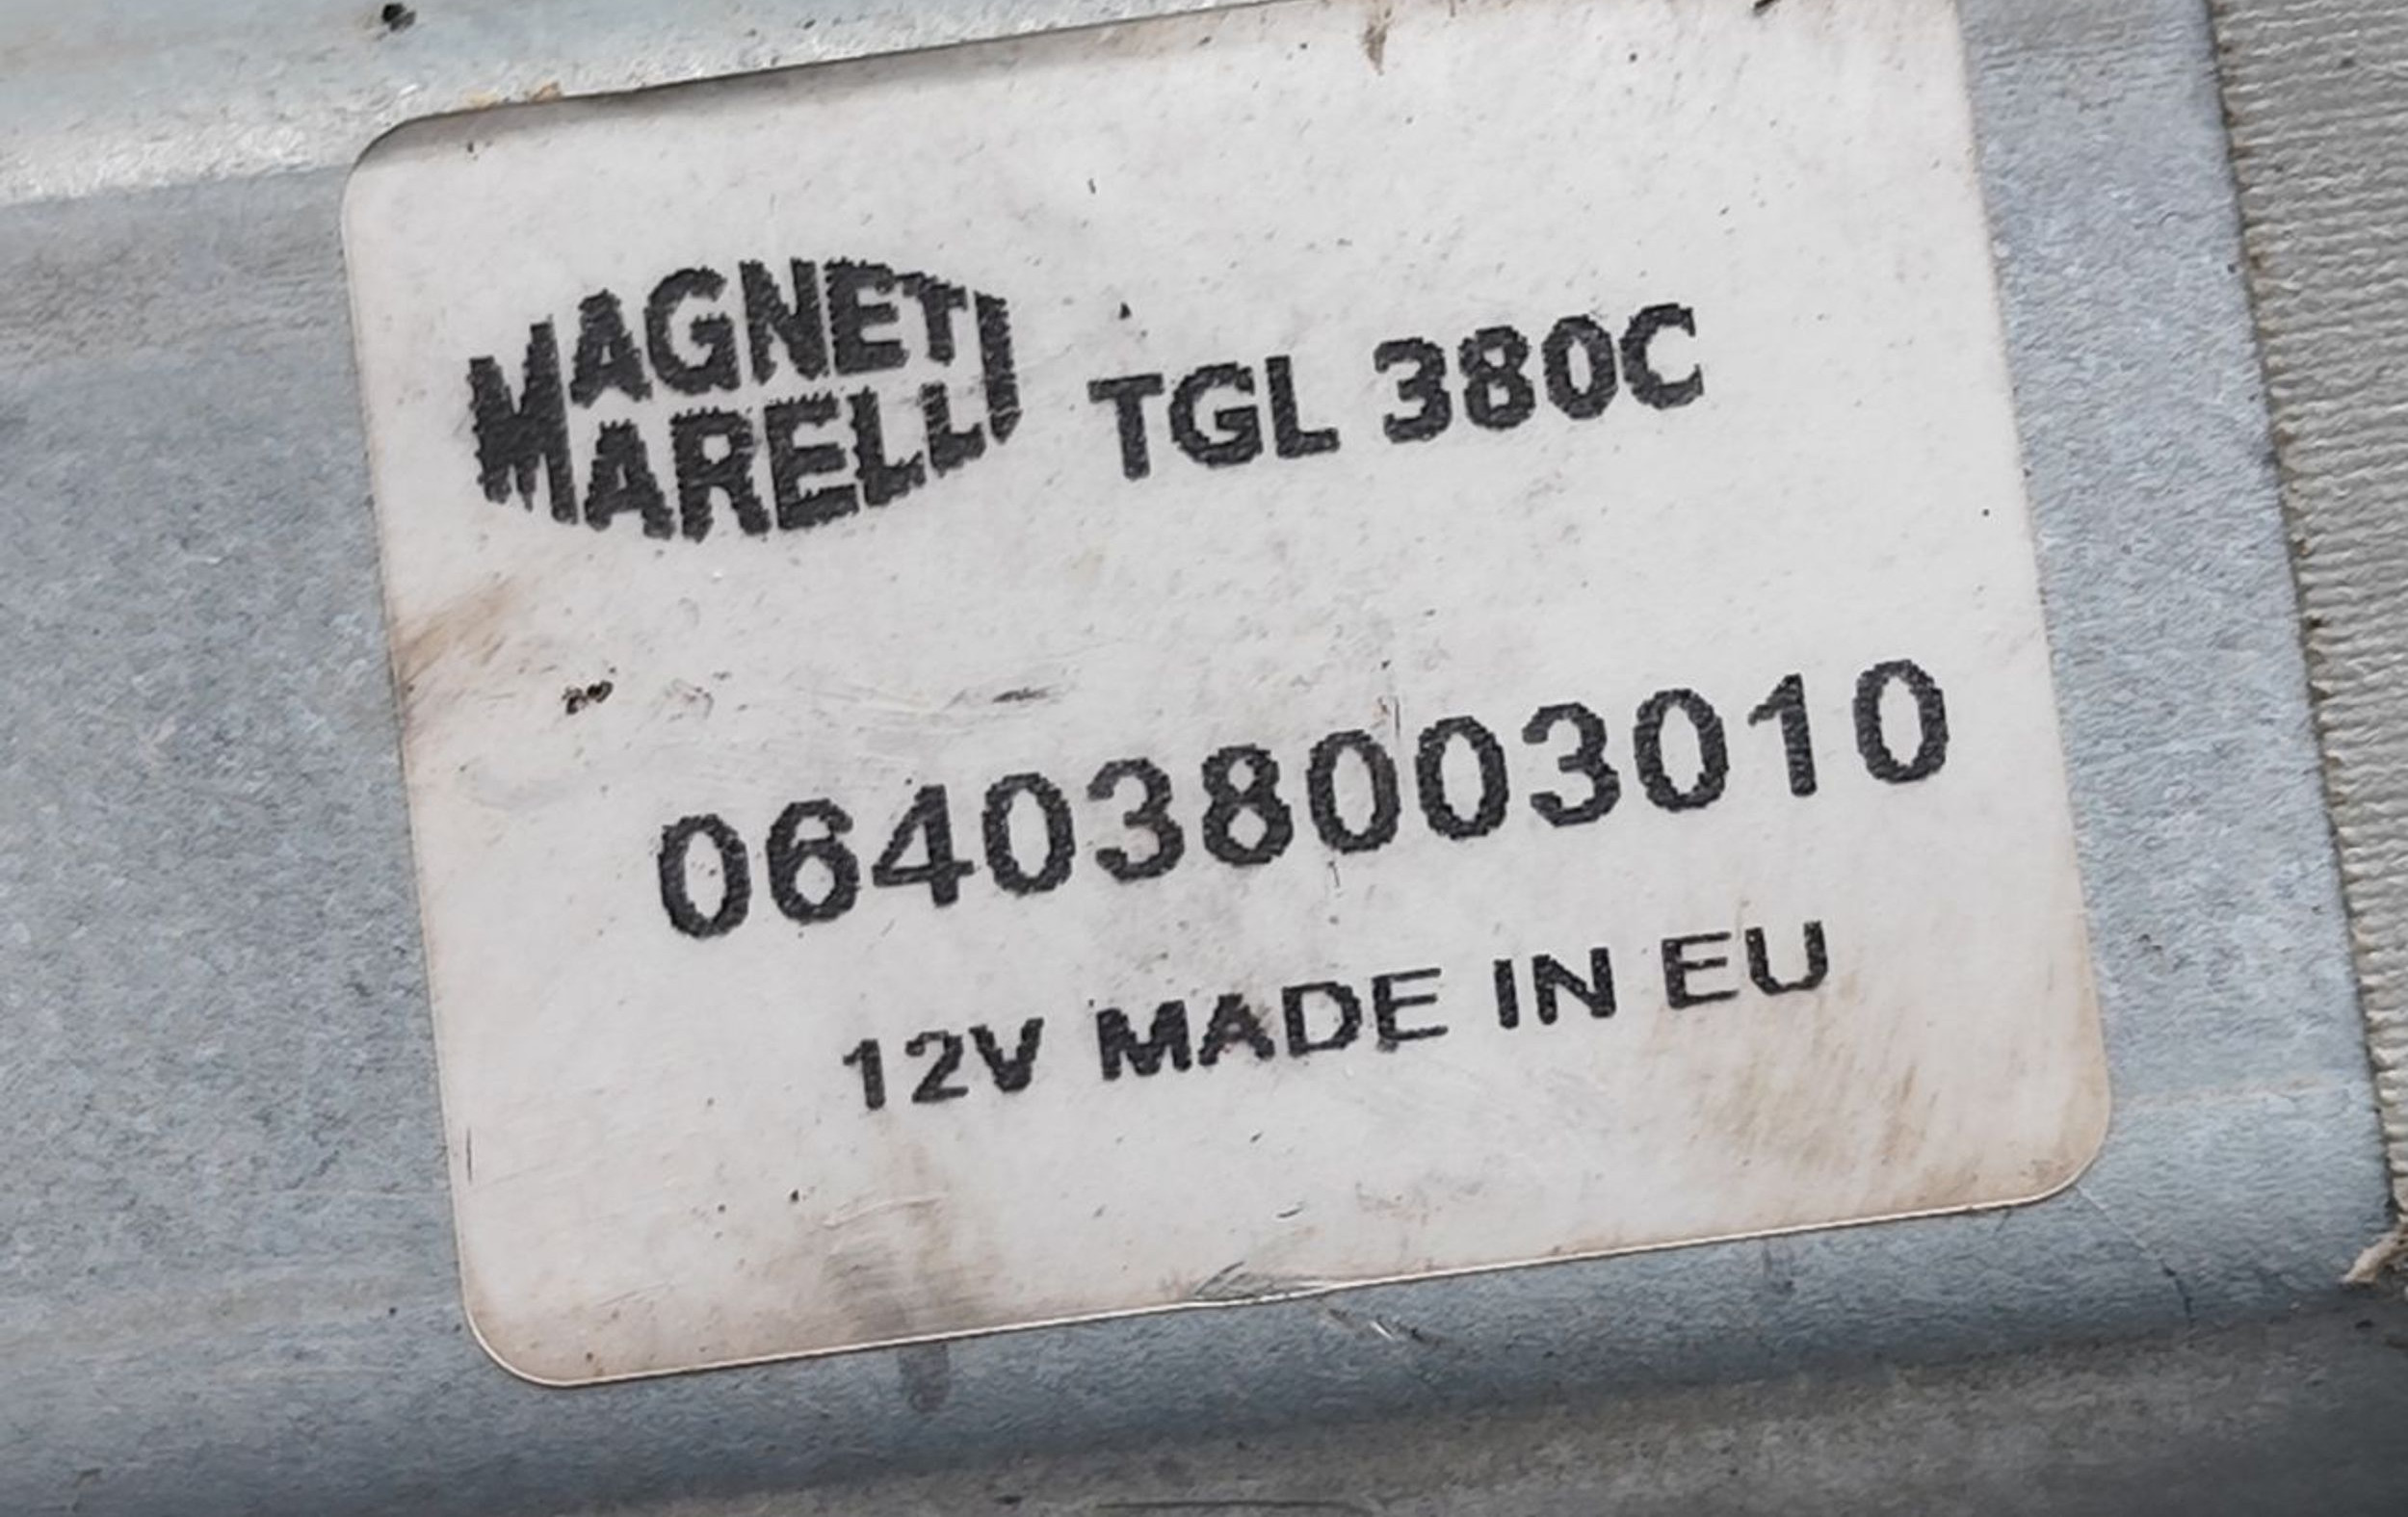 MAGNETI
MARELLI
TGL 380C
064038003010
12V MADE IN EU